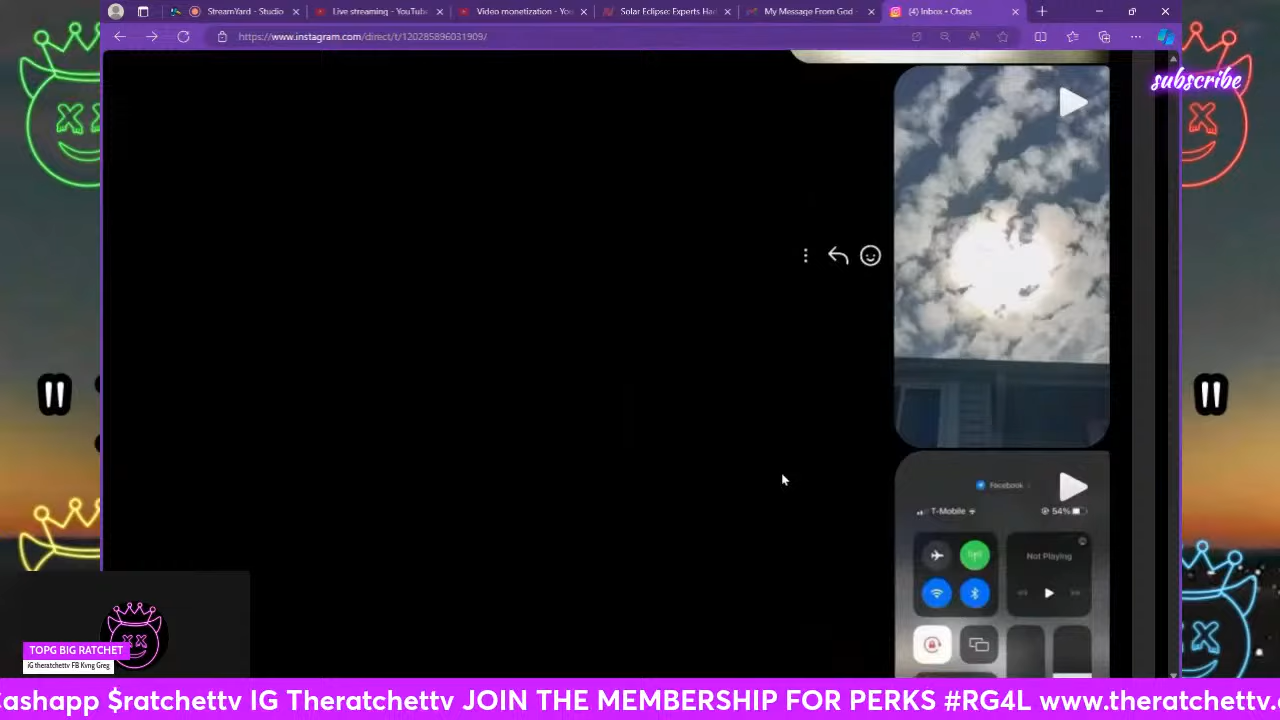 StreamYard - Studio
Live streaming - YouTube
Video monetization - You
Solar Eclipse: Experts Har
My Message From God -
(4) Inbox • Chats
https://www.instagram.com/direct/t/120285896031909/
subscribe
Facebook
T-Mobile
54%
Not Playing
TOPG BIG RATCHET
iG theratchettv FB Kvng Greg
Cashapp $ratchettv IG Theratchettv JOIN THE MEMBERSHIP FOR PERKS #RG4L www.theratchettv.